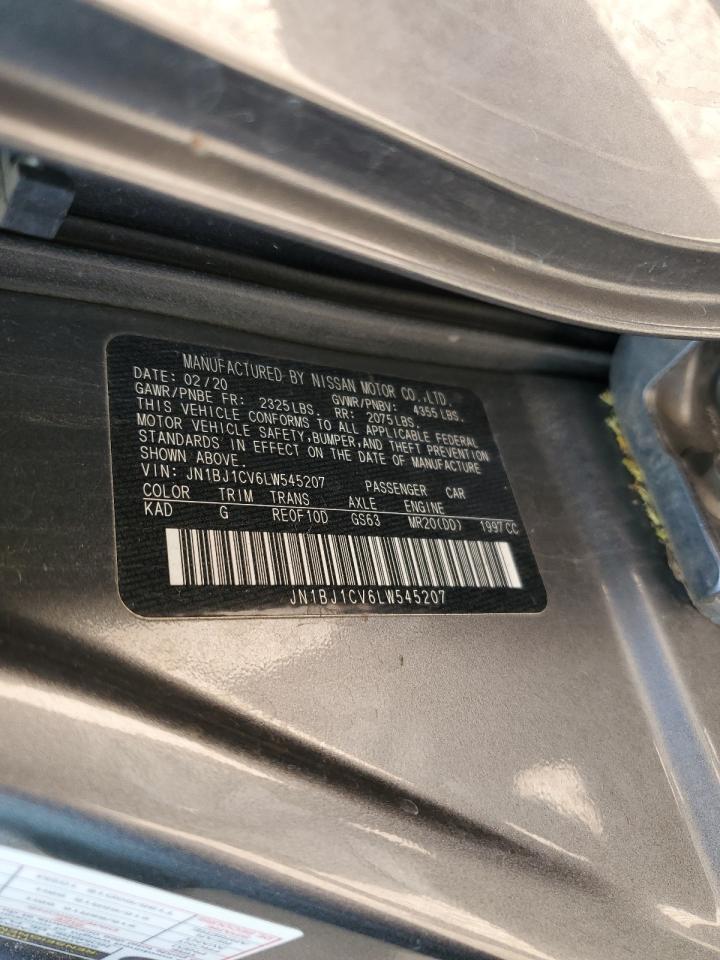 MANUFACTURED BY NISSAN MOTOR CO.,LTD.
DATE: 02/20 GVWR/PNBV: 4355 LBS.
GAWR/PNBE FR: 2325 LBS. RR: 2075 LBS.
THIS VEHICLE CONFORMS TO ALL APPLICABLE FEDERAL
MOTOR VEHICLE SAFETY,BUMPER,AND THEFT PREVENTION
STANDARDS IN EFFECT ON THE DATE OF MANUFACTURE
SHOWN ABOVE.
VIN: JN1BJ1CV6LW545207 PASSENGER CAR
COLOR TRIM TRANS AXLE ENGINE
KAD G RE0F10D GS63 MR20(DD) 1997 CC
JN1BJ1CV6LW545207